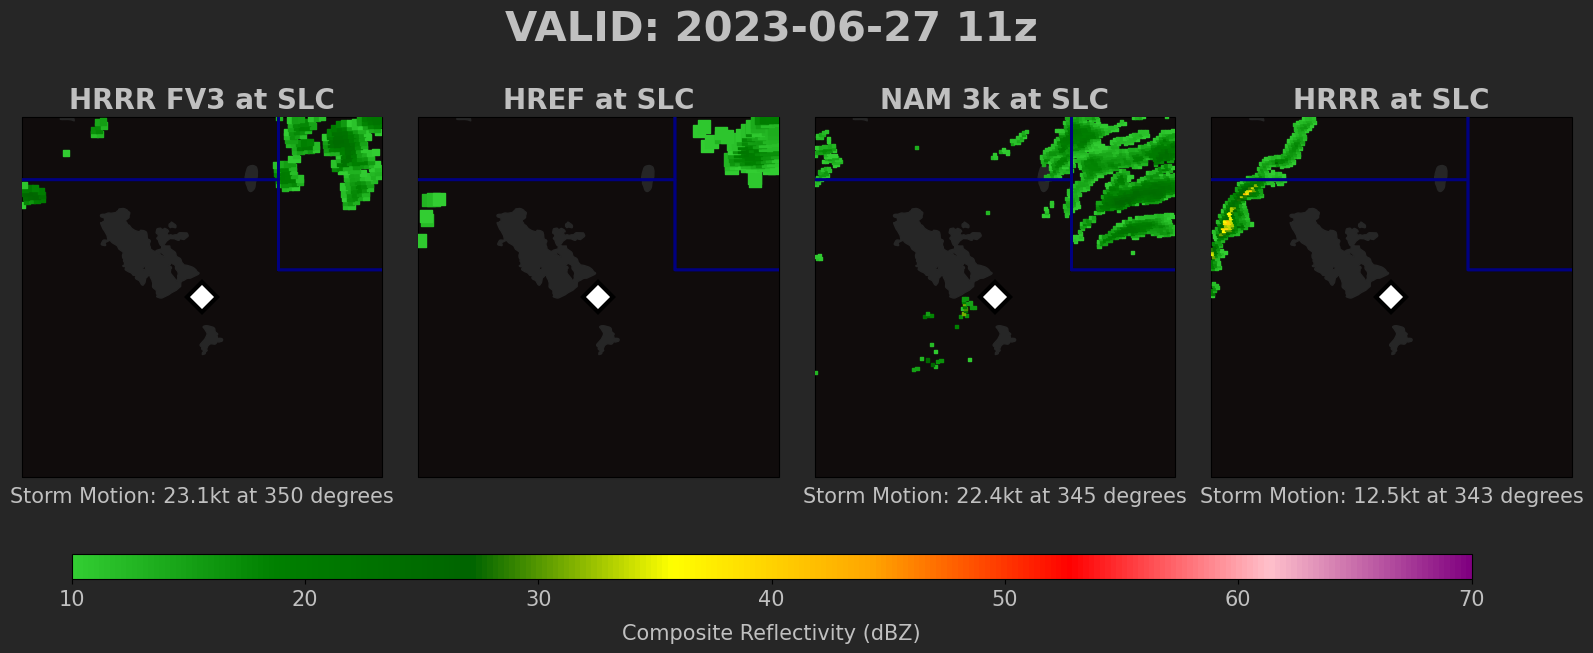 VALID: 2023-06-27 11z
HRRR FV3 at SLC
HREF at SLC
NAM 3k at SLC
HRRR at SLC
Storm Motion: 23.1kt at 350 degrees
Storm Motion: 22.4kt at 345 degrees
Storm Motion: 12.5kt at 343 degrees
10 20 30 40 50 60 70
Composite Reflectivity (dBZ)